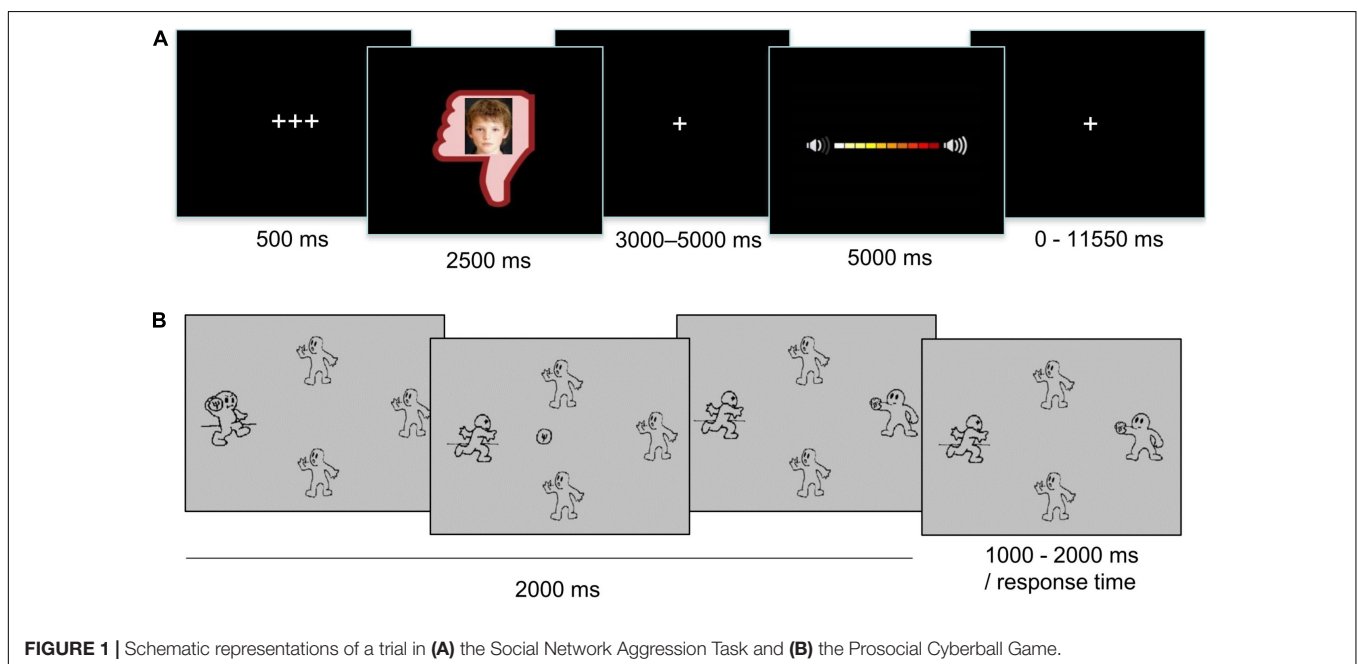 A
+++
+
+
500 ms
2500 ms
3000–5000 ms
5000 ms
0 - 11550 ms
B
2000 ms
1000 - 2000 ms
/ response time
FIGURE 1 | Schematic representations of a trial in (A) the Social Network Aggression Task and (B) the Prosocial Cyberball Game.